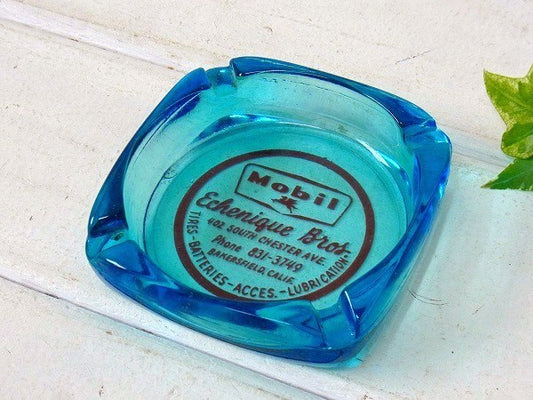 Mobil
Echenique Bros.
402 SOUTH CHESTER AVE.
Phone 831-3749
BAKERSFIELD, CALIF.
TIRES-BATTERIES-ACCES.-LUBRICATION